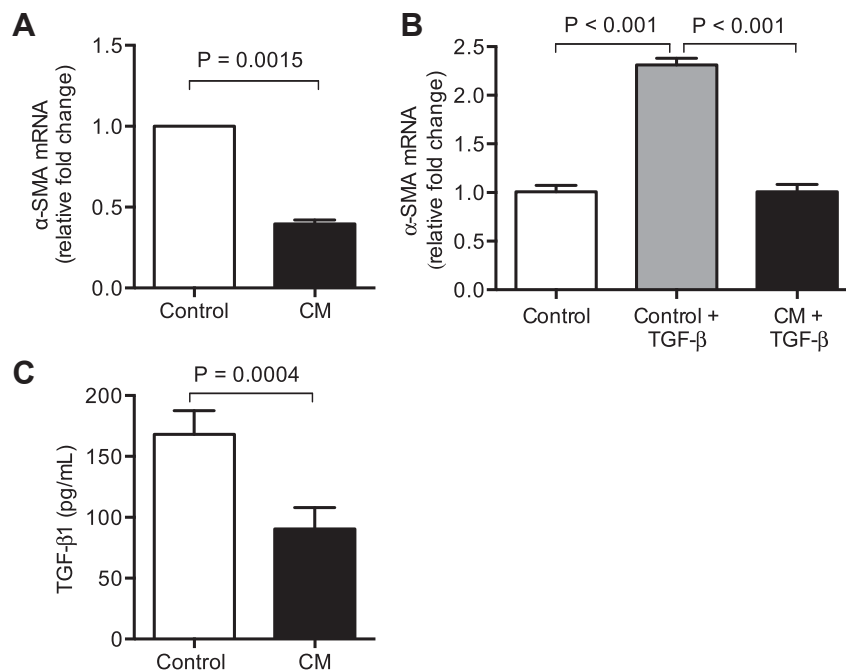 A
α-SMA mRNA
(relative fold change)
1.5
1.0
0.5
0.0
P = 0.0015
Control
CM
B
α-SMA mRNA
(relative fold change)
2.5
2.0
1.5
1.0
0.5
0.0
P < 0.001
P < 0.001
Control
Control +
TGF-β
CM +
TGF-β
C
TGF-β1 (pg/mL)
200
150
100
50
0
P = 0.0004
Control
CM